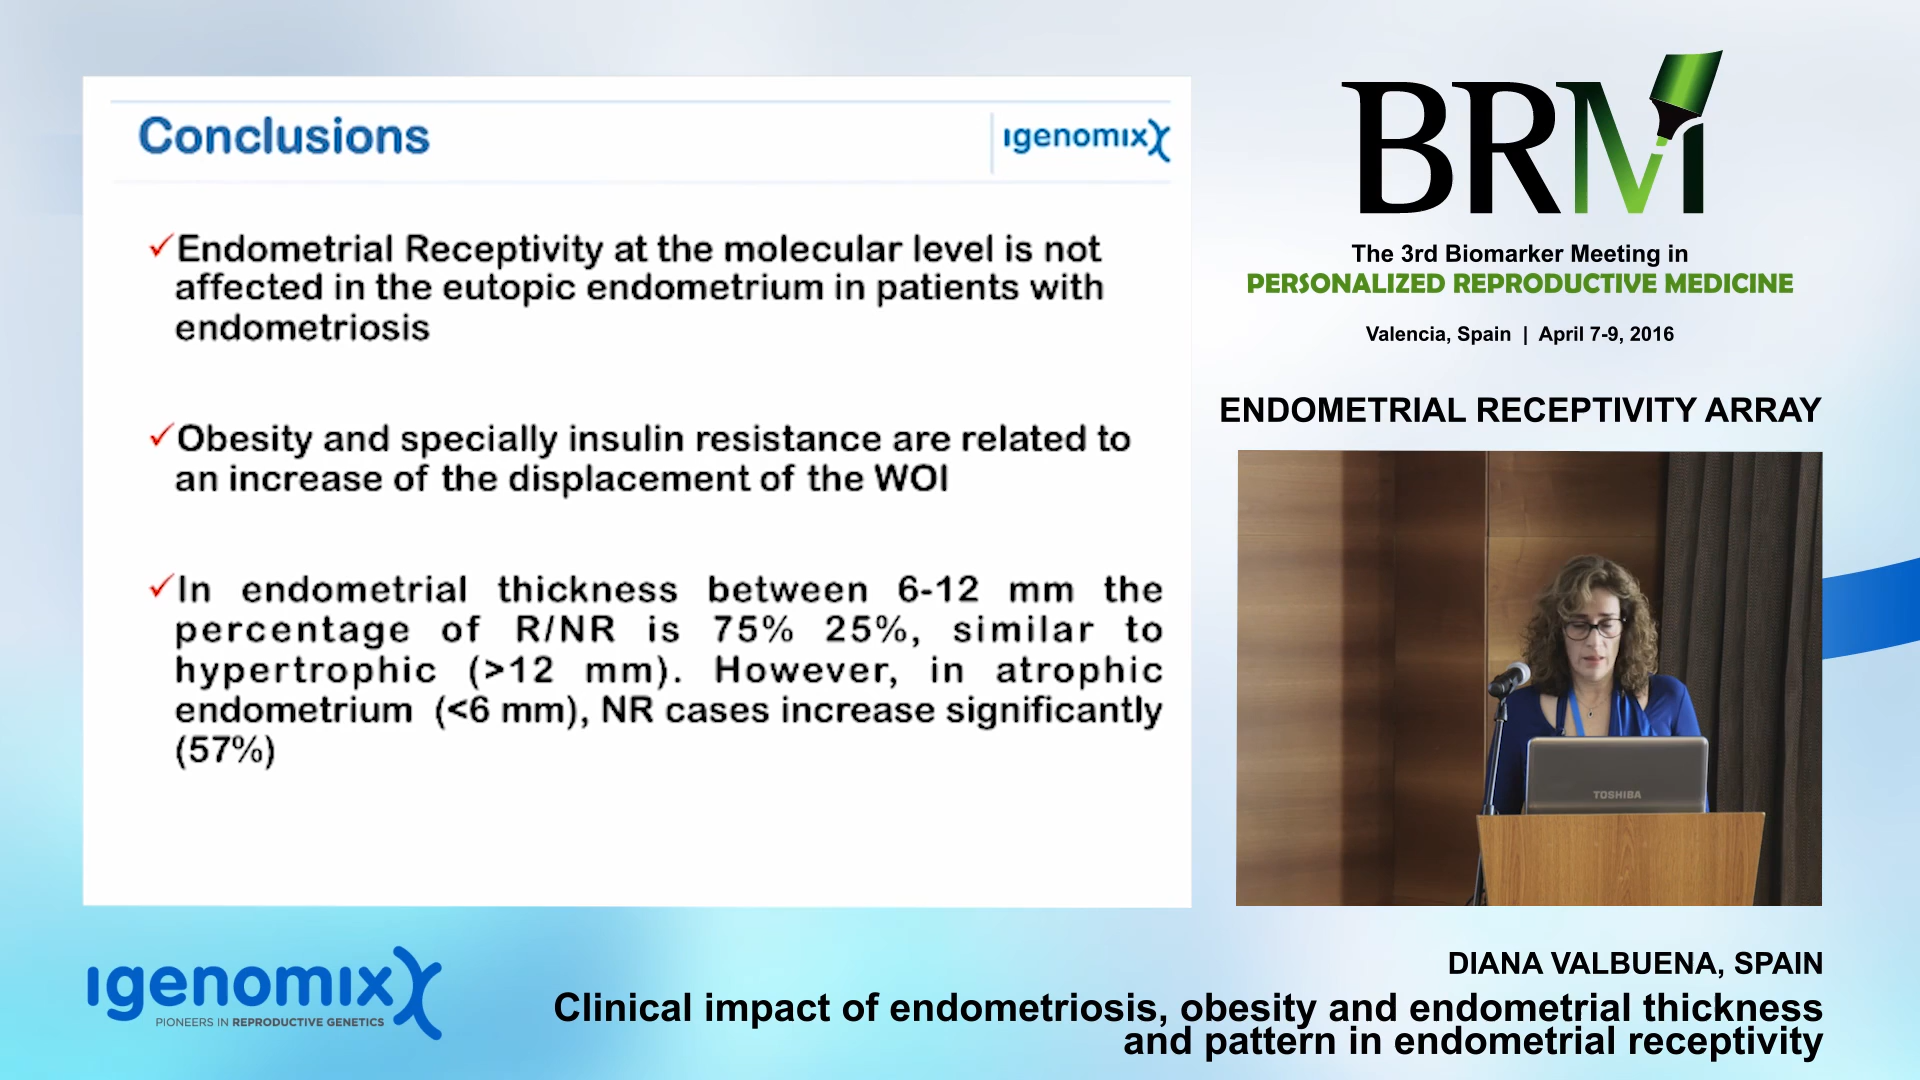 Conclusions
igenomix
✓Endometrial Receptivity at the molecular level is not
affected in the eutopic endometrium in patients with
endometriosis
✓Obesity and specially insulin resistance are related to
an increase of the displacement of the WOI
✓In endometrial thickness between 6-12 mm the
percentage of R/NR is 75% 25%, similar to
hypertrophic (>12 mm). However, in atrophic
endometrium (<6 mm), NR cases increase significantly
(57%)
BRM
The 3rd Biomarker Meeting in
PERSONALIZED REPRODUCTIVE MEDICINE
Valencia, Spain | April 7-9, 2016
ENDOMETRIAL RECEPTIVITY ARRAY
TOSHIBA
igenomix
PIONEERS IN REPRODUCTIVE GENETICS
DIANA VALBUENA, SPAIN
Clinical impact of endometriosis, obesity and endometrial thickness
and pattern in endometrial receptivity